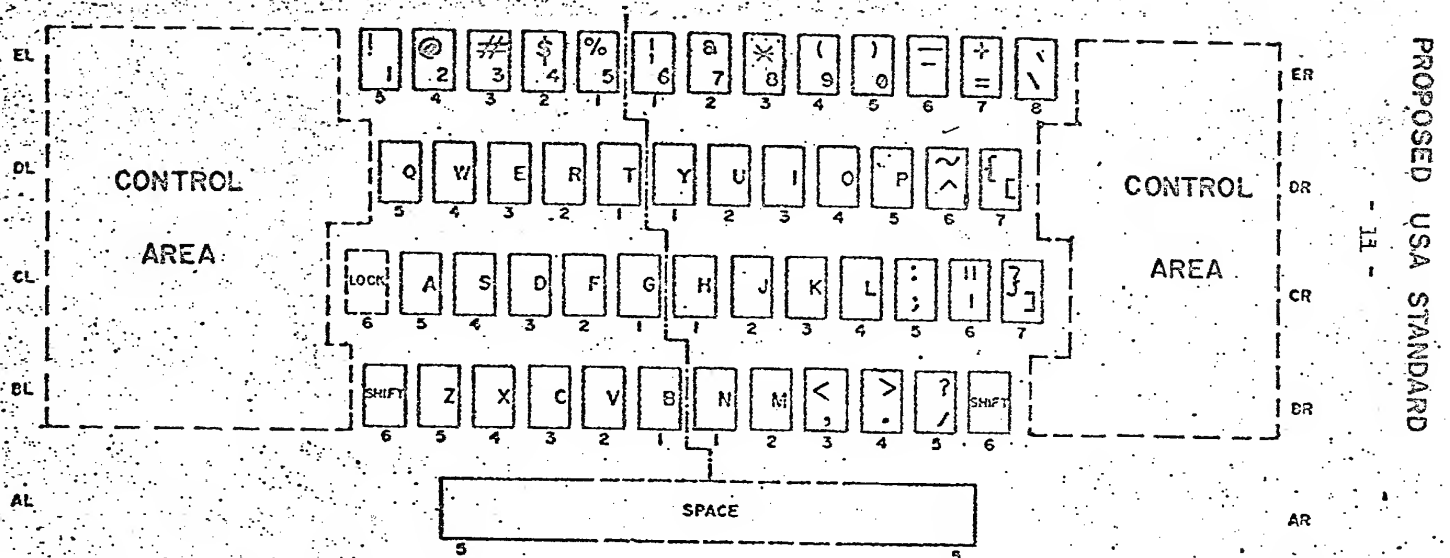 PROPOSED USA STANDARD
- 11 -
! @ # $ % ¦ & * ( ) _ + `
EL 1 2 3 4 5 6 7 8 9 0 - = \ ER
5 4 3 2 1 1 2 3 4 5 6 7 8
~ {
DL CONTROL Q W E R T Y U I O P ^ [ CONTROL DR
5 4 3 2 1 1 2 3 4 5 6 7
AREA AREA
: " }
CL LOCK A S D F G H J K L ; ' ] CR
6 5 4 3 2 1 1 2 3 4 5 6 7
< > ?
BL SHIFT Z X C V B N M , . / SHIFT BR
6 5 4 3 2 1 1 2 3 4 5 6
AL SPACE AR
5 5